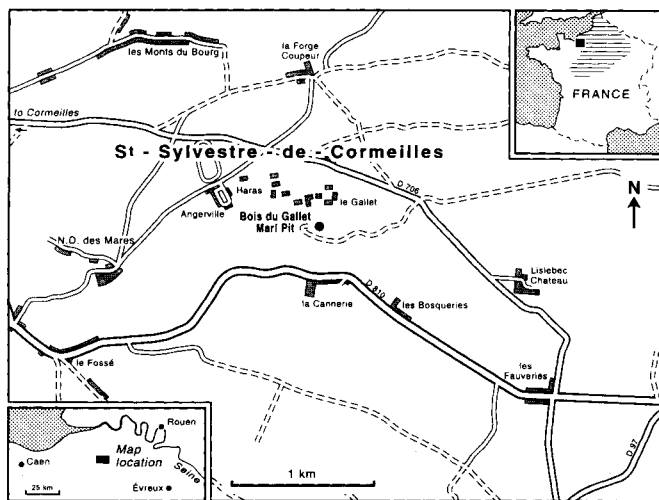 les Monts du Bourg
la Forge
Coupeur
FRANCE
to Cormeilles
St - Sylvestre - de - Cormeilles
Haras
Angerville
le Gallet
D 706
Bois du Gallet
Marl Pit
N
N.D. des Mares
Lislebec
Chateau
la Cannerie
D 810
les Bosqueries
le Fossé
les
Fauveries
D 97
Rouen
Map
location
Caen
Seine
25 km
Évreux
1 km